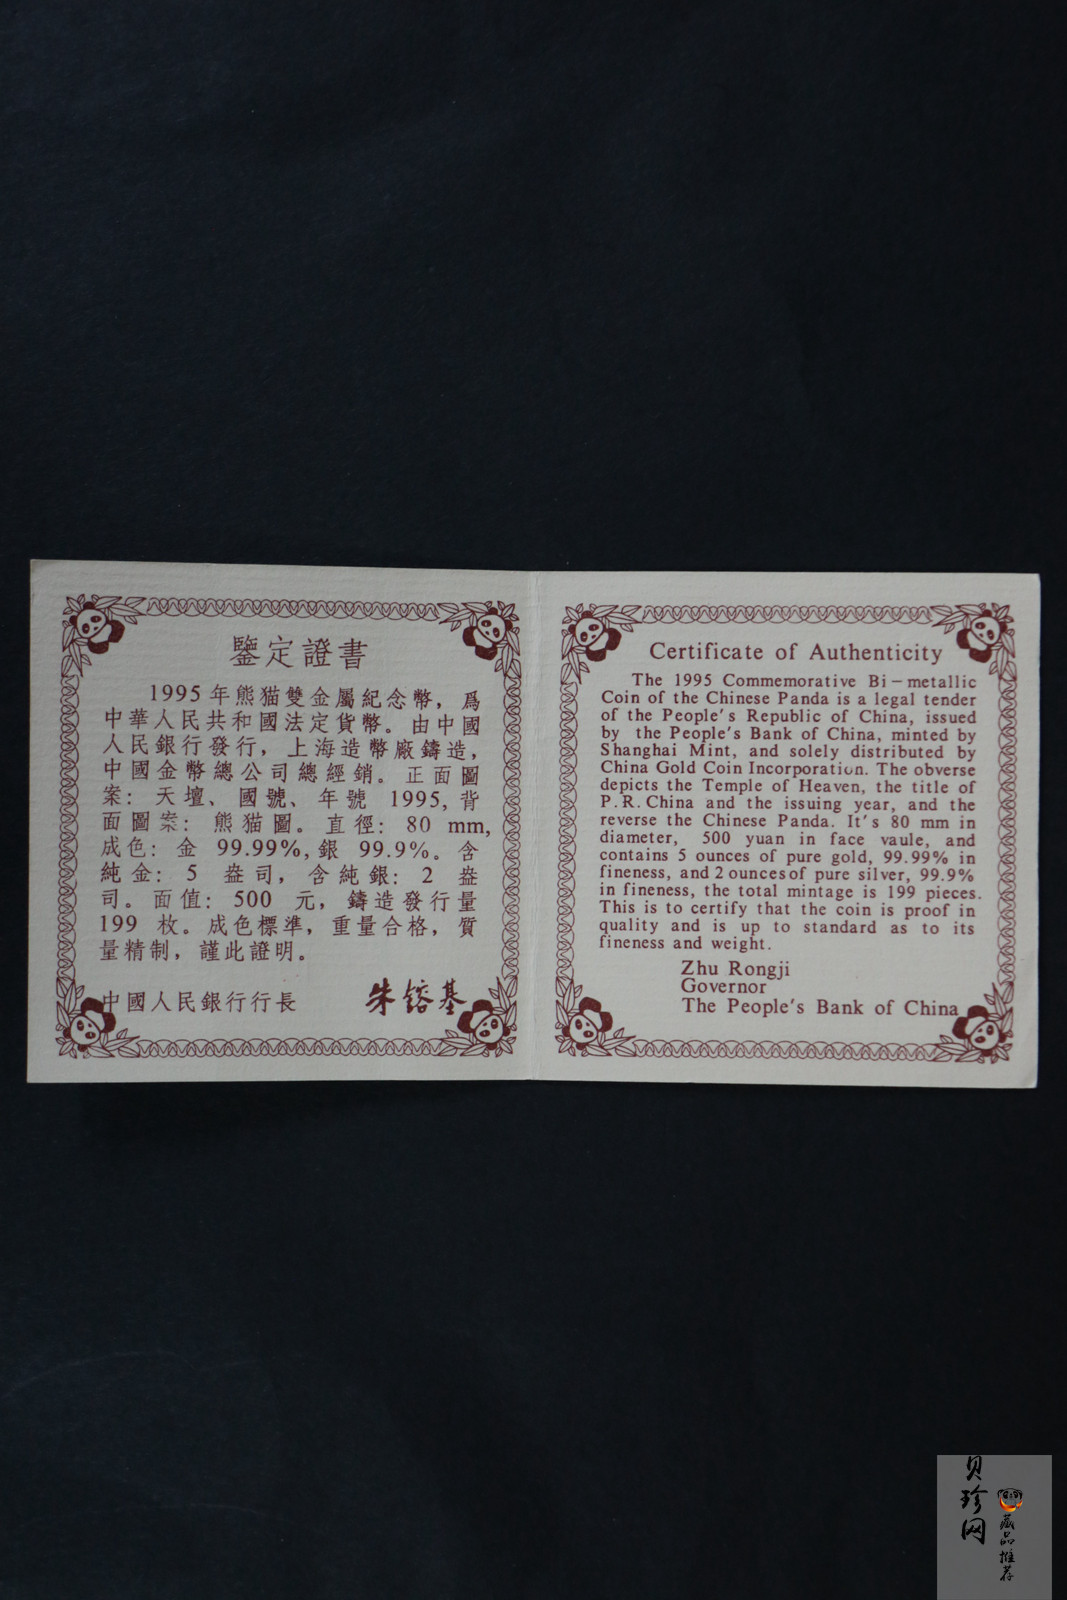 鑒定證書
1995 年熊猫雙金屬紀念幣，爲
中華人民共和國法定貨幣。由中國
人民銀行發行，上海造幣廠鑄造，
中國金幣總公司總經銷。正面圖
案：天壇、國號、年號 1995, 背
面圖案：熊猫圖。直徑：80 mm,
成色：金 99.99%, 銀 99.9%。含
純金：5 盎司，含純銀：2 盎
司。面值：500 元，鑄造發行量
199 枚。成色標準，重量合格，質
量精制，謹此證明。
中國人民銀行行長 朱镕基
Certificate of Authenticity
The 1995 Commemorative Bi-metallic
Coin of the Chinese Panda is a legal tender
of the People's Republic of China, issued
by the People's Bank of China, minted by
Shanghai Mint, and solely distributed by
China Gold Coin Incorporation. The obverse
depicts the Temple of Heaven, the title of
P.R.China and the issuing year, and the
reverse the Chinese Panda. It's 80 mm in
diameter, 500 yuan in face vaule, and
contains 5 ounces of pure gold, 99.99% in
fineness, and 2 ounces of pure silver, 99.9%
in fineness, the total mintage is 199 pieces.
This is to certify that the coin is proof in
quality and is up to standard as to its
fineness and weight.
Zhu Rongji
Governor
The People's Bank of China
贝珍网
藏品推荐